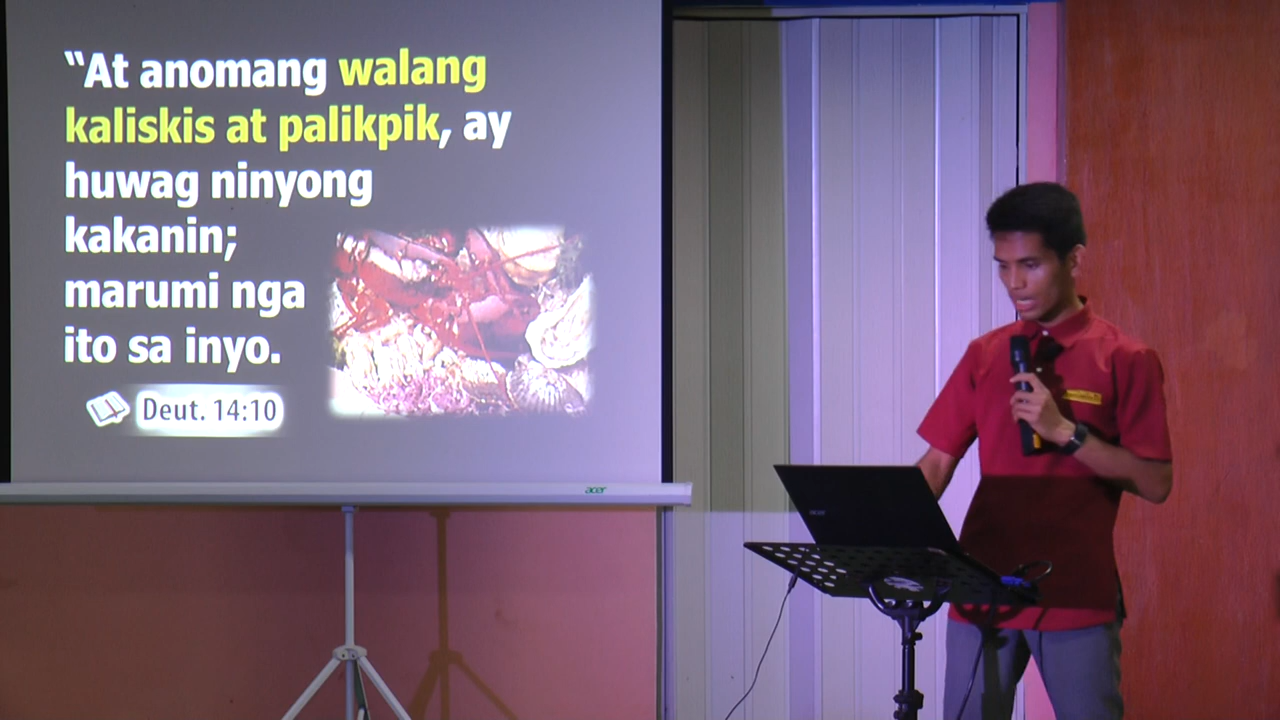 “At anomang walang
kaliskis at palikpik, ay
huwag ninyong
kakanin;
marumi nga
ito sa inyo.
Deut. 14:10
acer
acer